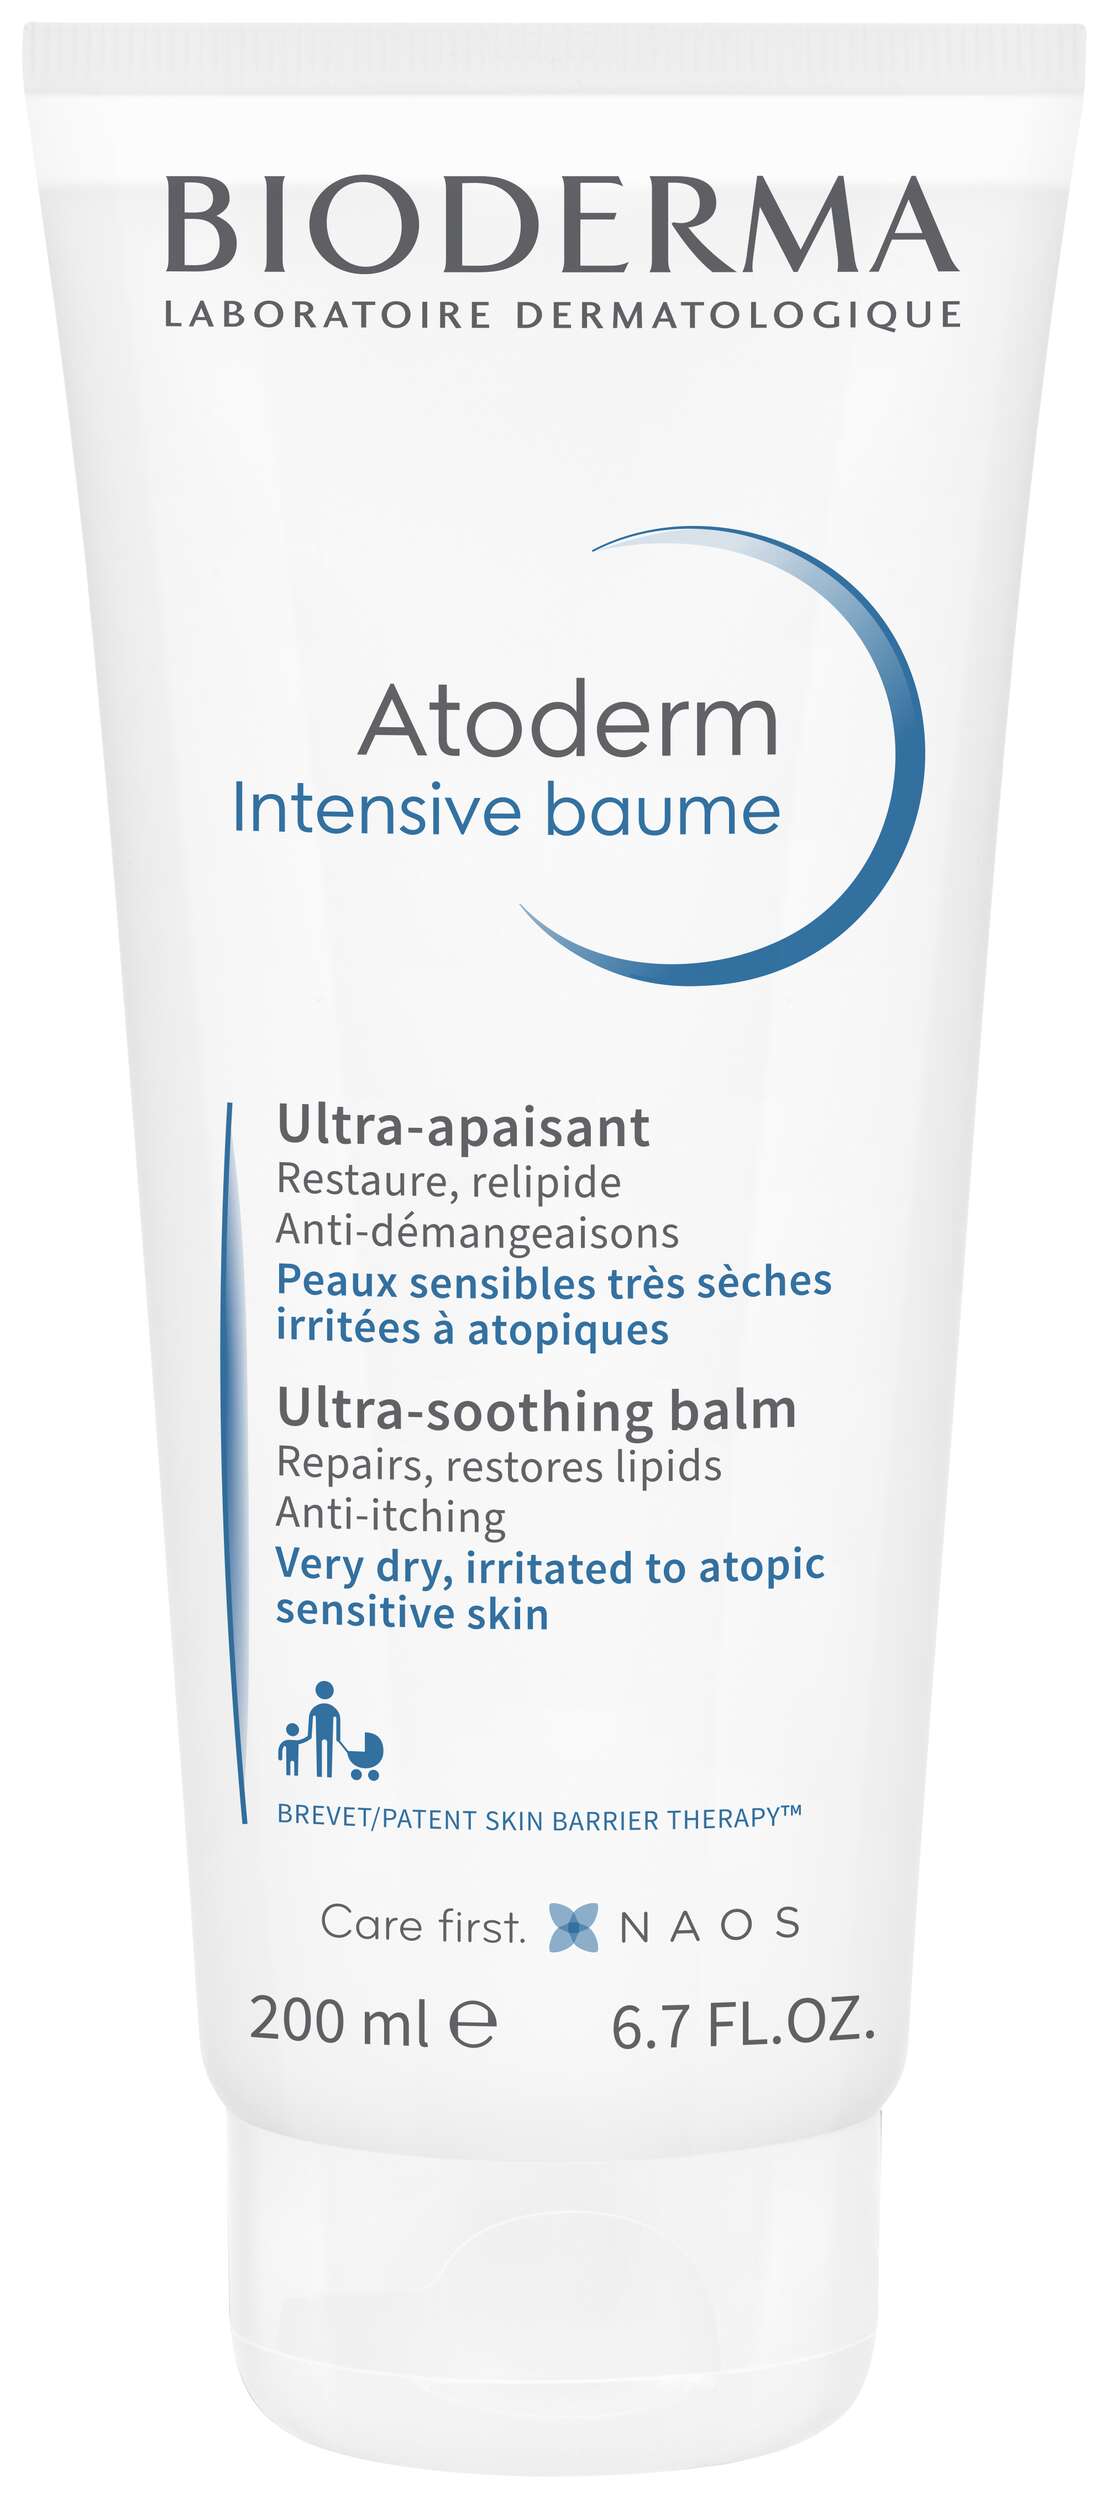 BIODERMA
LABORATOIRE DERMATOLOGIQUE
Atoderm
Intensive baume
Ultra-apaisant
Restaure, relipide
Anti-démangeaisons
Peaux sensibles très sèches
irritées à atopiques
Ultra-soothing balm
Repairs, restores lipids
Anti-itching
Very dry, irritated to atopic
sensitive skin
BREVET/PATENT SKIN BARRIER THERAPY™
Care first. NAOS
200 ml ℮ 6.7 FL.OZ.